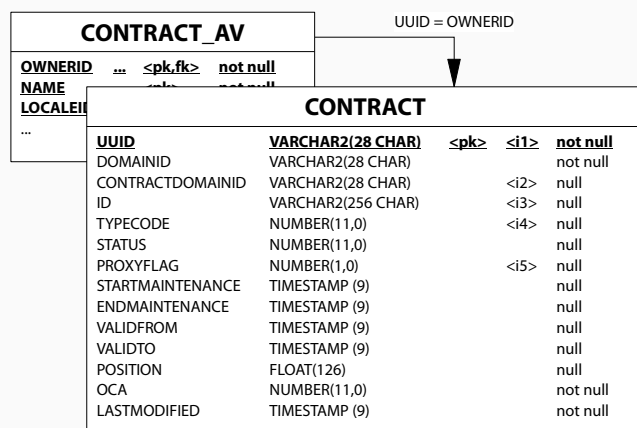 UUID = OWNERID
CONTRACT_AV
OWNERID ... <pk,fk> not null
NAME <pk> not null
LOCALEID
...
CONTRACT
UUID VARCHAR2(28 CHAR) <pk> <i1> not null
DOMAINID VARCHAR2(28 CHAR) not null
CONTRACTDOMAINID VARCHAR2(28 CHAR) <i2> null
ID VARCHAR2(256 CHAR) <i3> null
TYPECODE NUMBER(11,0) <i4> null
STATUS NUMBER(11,0) null
PROXYFLAG NUMBER(1,0) <i5> null
STARTMAINTENANCE TIMESTAMP (9) null
ENDMAINTENANCE TIMESTAMP (9) null
VALIDFROM TIMESTAMP (9) null
VALIDTO TIMESTAMP (9) null
POSITION FLOAT(126) null
OCA NUMBER(11,0) not null
LASTMODIFIED TIMESTAMP (9) not null